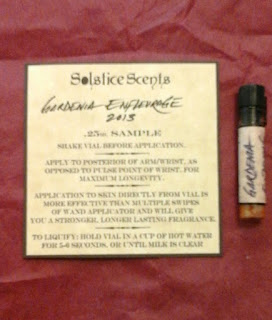 Solstice Scents
GARDENIA ENFLEURAGE
2013
.25ml SAMPLE
SHAKE VIAL BEFORE APPLICATION.
APPLY TO POSTERIOR OF ARM/WRIST, AS
OPPOSED TO PULSE POINT OF WRIST, FOR
MAXIMUM LONGEVITY.
APPLICATION TO SKIN DIRECTLY FROM VIAL IS
MORE EFFECTIVE THAN MULTIPLE SWIPES
OF WAND APPLICATOR AND WILL GIVE
YOU A STRONGER, LONGER LASTING FRAGRANCE.
TO LIQUIFY: HOLD VIAL IN A CUP OF HOT WATER
FOR 5-6 SECONDS, OR UNTIL MILK IS CLEAR
GARDENIA